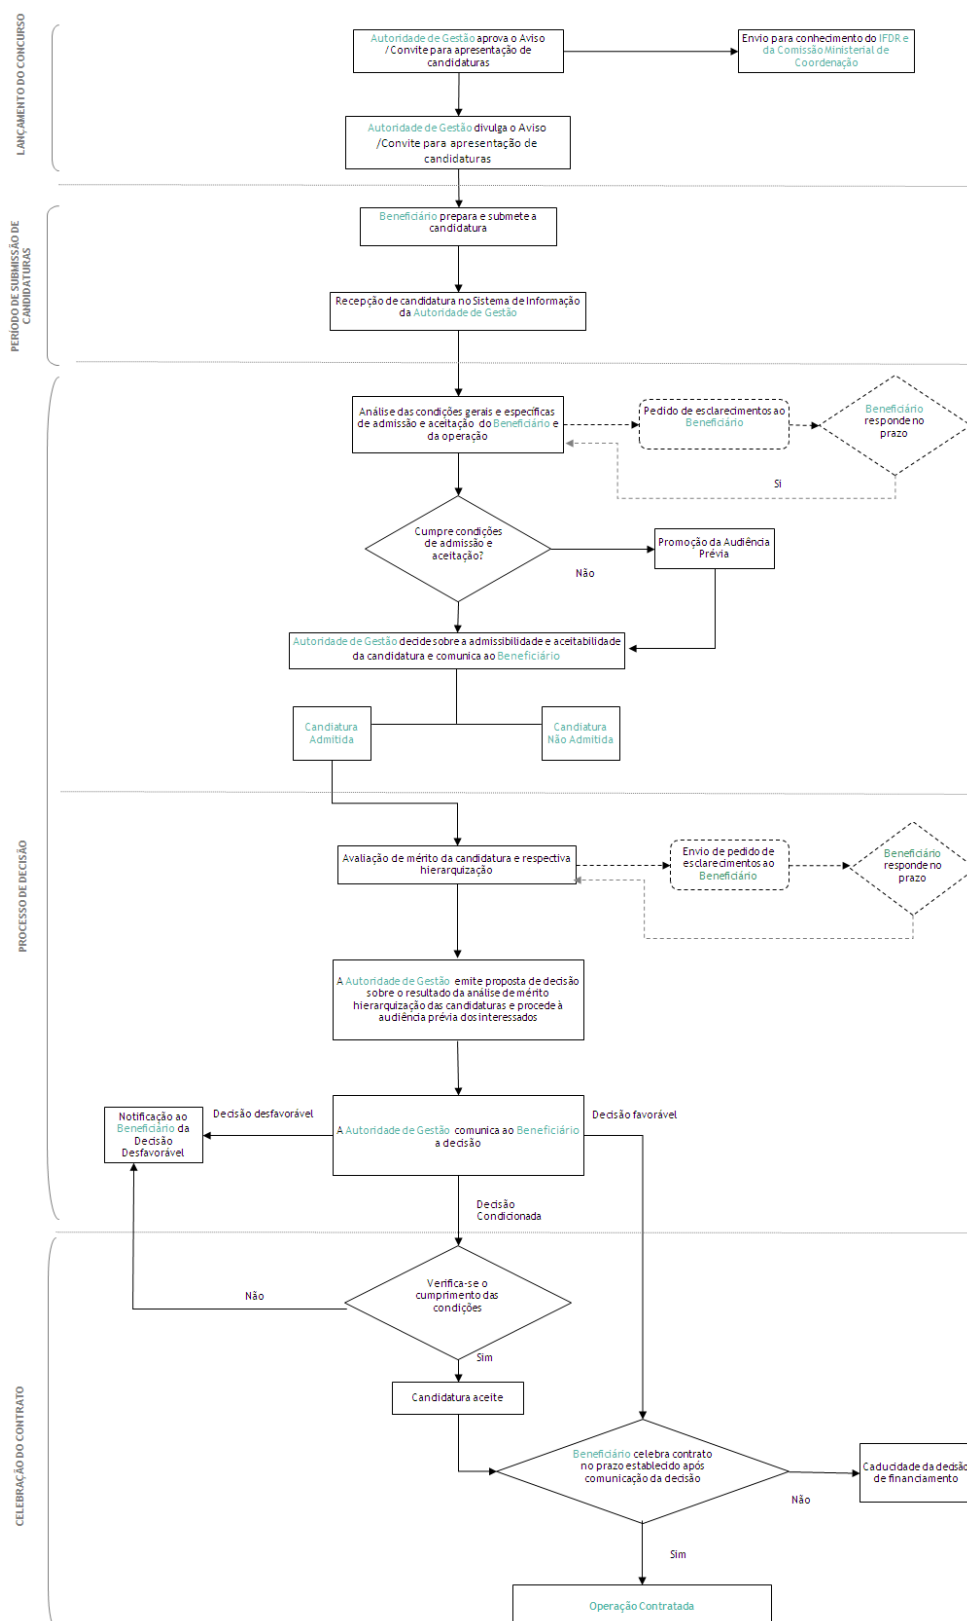 LANÇAMENTO DO CONCURSO
Autoridade de Gestão aprova o Aviso
/Convite para apresentação de
candidaturas
Envio para conhecimento do IFDR e
da Comissão Ministerial de
Coordenação
Autoridade de Gestão divulga o Aviso
/Convite para apresentação de
candidaturas
PERÍODO DE SUBMISSÃO DE
CANDIDATURAS
Beneficiário prepara e submete a
candidatura
Recepção de candidatura no Sistema de Informação
da Autoridade de Gestão
PROCESSO DE DECISÃO
Análise das condições gerais e específicas
de admissão e aceitação do Beneficiário e
da operação
Pedido de esclarecimentos ao
Beneficiário
Beneficiário
responde no
prazo
Si
Cumpre condições
de admissão e
aceitação?
Não
Promoção da Audiência
Prévia
Autoridade de Gestão decide sobre a admissibilidade e aceitabilidade
da candidatura e comunica ao Beneficiário
Candiatura
Admitida
Candiatura
Não Admitida
Avaliação de mérito da candidatura e respectiva
hierarquização
Envio de pedido de
esclarecimentos ao
Beneficiário
Beneficiário
responde no
prazo
A Autoridade de Gestão emite proposta de decisão
sobre o resultado da análise de mérito
hierarquização das candidaturas e procede à
audiência prévia dos interessados
Notificação ao
Beneficiário da
Decisão
Desfavorável
Decisão desfavorável
A Autoridade de Gestão comunica ao Beneficiário
a decisão
Decisão favorável
Decisão
Condicionada
CELEBRAÇÃO DO CONTRATO
Verifica-se o
cumprimento das
condições
Não
Sim
Candidatura aceite
Beneficiário celebra contrato
no prazo establecido após
comunicação da decisão
Não
Caducidade da decisão
de financiamento
Sim
Operação Contratada